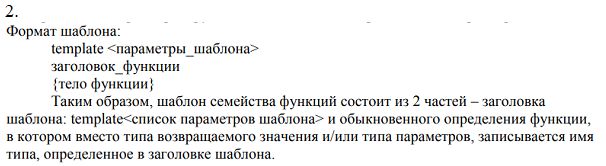 2.
Формат шаблона:
template <параметры_шаблона>
заголовок_функции
{тело функции}
Таким образом, шаблон семейства функций состоит из 2 частей – заголовка
шаблона: template<список параметров шаблона> и обыкновенного определения функции,
в котором вместо типа возвращаемого значения и/или типа параметров, записывается имя
типа, определенное в заголовке шаблона.